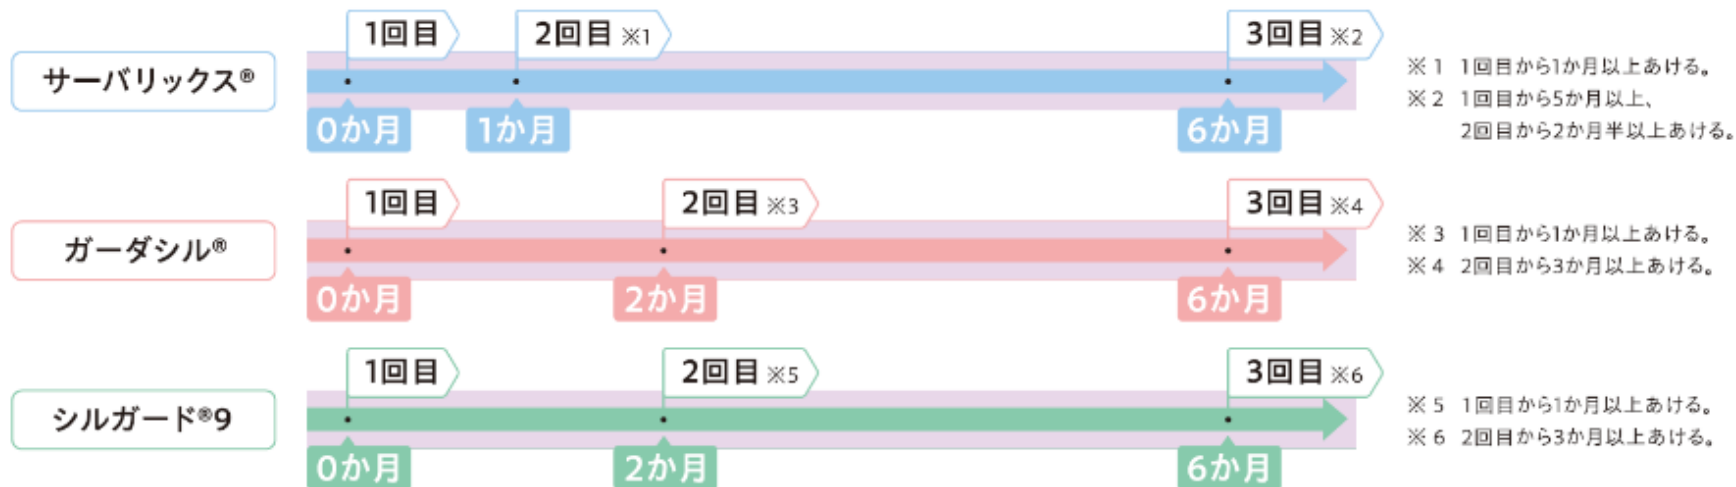 1回目
2回目 ※1
3回目 ※2
サーバリックス®
0か月
1か月
6か月
※1 1回目から1か月以上あける。
※2 1回目から5か月以上、
2回目から2か月半以上あける。
1回目
2回目 ※3
3回目 ※4
ガーダシル®
0か月
2か月
6か月
※3 1回目から1か月以上あける。
※4 2回目から3か月以上あける。
1回目
2回目 ※5
3回目 ※6
シルガード®9
0か月
2か月
6か月
※5 1回目から1か月以上あける。
※6 2回目から3か月以上あける。